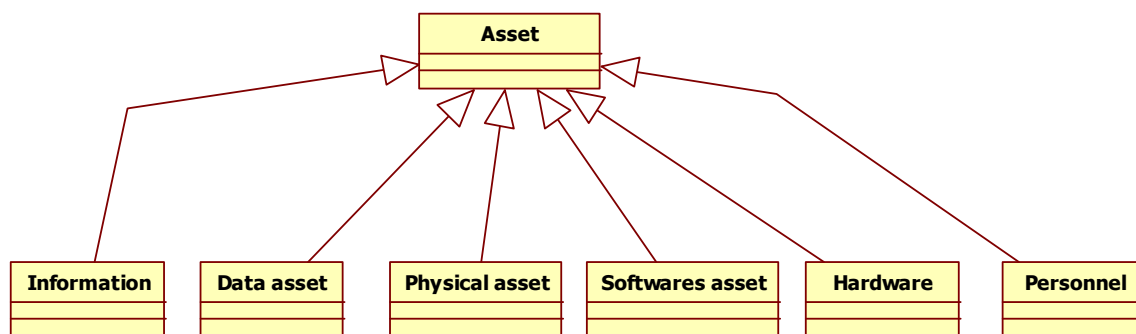 Asset
Information
Data asset
Physical asset
Softwares asset
Hardware
Personnel